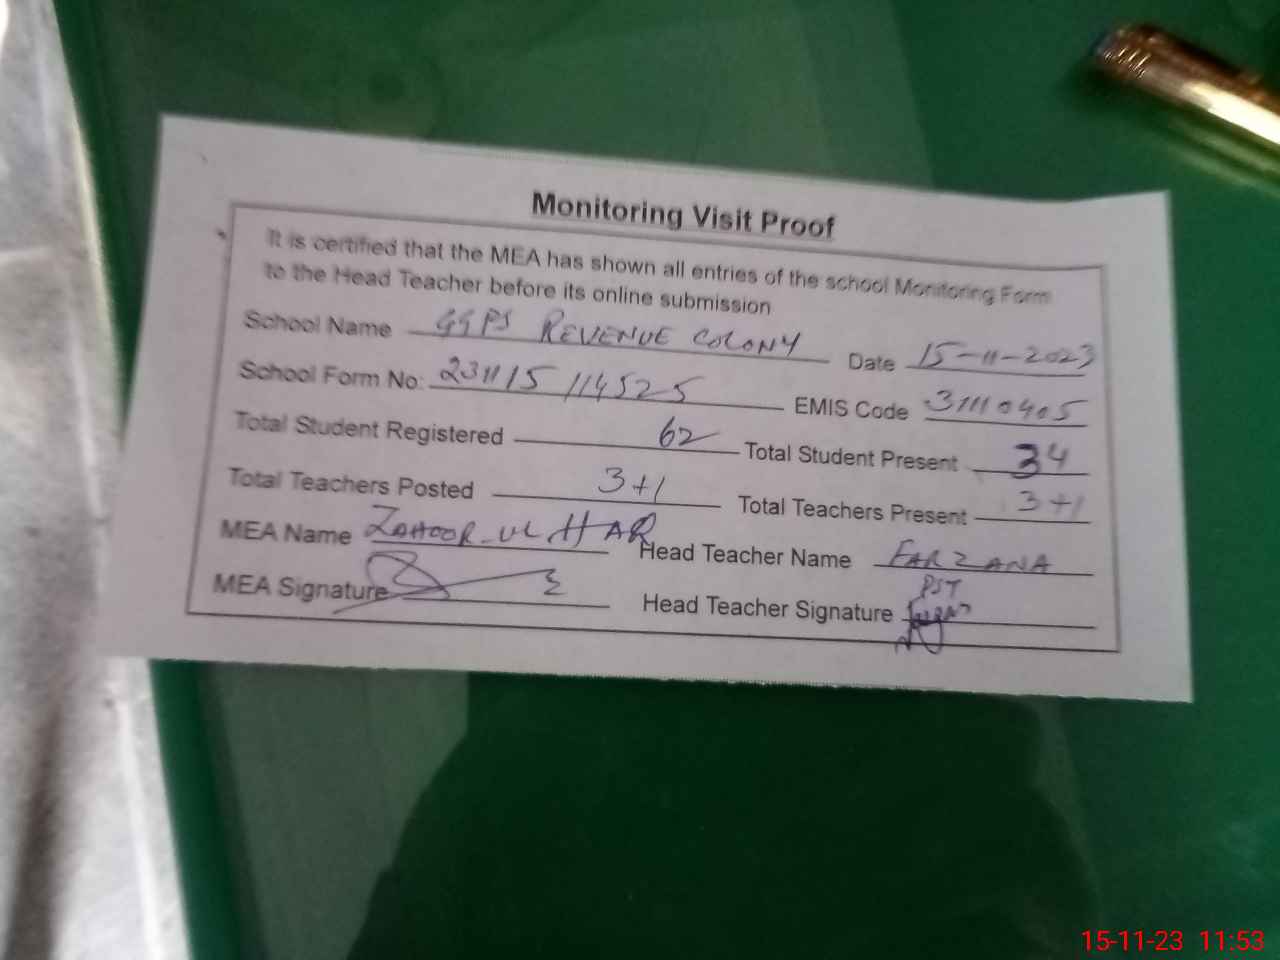 Monitoring Visit Proof
It is certified that the MEA has shown all entries of the school Monitoring Form
to the Head Teacher before its online submission
School Name GGPS REVENUE COLONY Date 15-11-2023
School Form No: 231115 114525 EMIS Code 31110405
Total Student Registered 62 Total Student Present 34
Total Teachers Posted 3+1 Total Teachers Present 3+1
MEA Name ZAHOOR-UL HAR Head Teacher Name FARZANA
PST
MEA Signature Head Teacher Signature
15-11-23 11:53